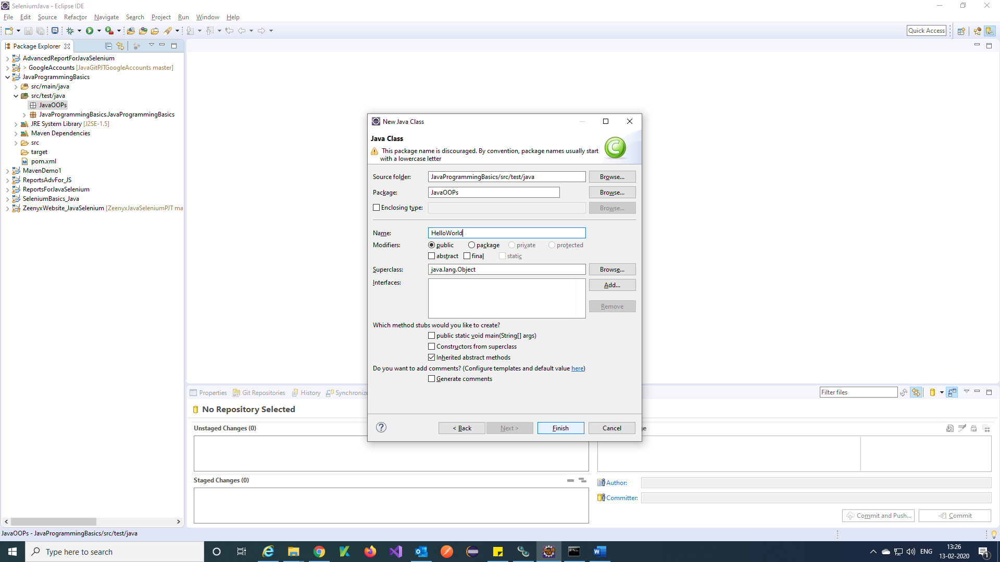 SeleniumJava - Eclipse IDE
File Edit Source Refactor Navigate Search Project Run Window Help
Quick Access
Package Explorer
AdvancedReportForJavaSelenium
> GoogleAccounts [JavaGitPJTGoogleAccounts master]
JavaProgrammingBasics
src/main/java
src/test/java
JavaOOPs
JavaProgrammingBasics.JavaProgrammingBasics
JRE System Library [J2SE-1.5]
Maven Dependencies
src
target
pom.xml
MavenDemo1
ReportsAdvFor_JS
ReportsForJavaSelenium
SeleniumBasics_Java
ZeenyxWebsite_JavaSelenium [ZeenyxJavaSeleniumPJT ma
New Java Class
Java Class
This package name is discouraged. By convention, package names usually start
with a lowercase letter
Source folder: JavaProgrammingBasics/src/test/java Browse...
Package: JavaOOPs Browse...
Enclosing type: Browse...
Name: HelloWorld
Modifiers: public package private protected
abstract final static
Superclass: java.lang.Object Browse...
Interfaces: Add...
Remove
Which method stubs would you like to create?
public static void main(String[] args)
Constructors from superclass
Inherited abstract methods
Do you want to add comments? (Configure templates and default value here)
Generate comments
< Back Next > Finish Cancel
Properties Git Repositories History Synchronize
Filter files
No Repository Selected
Unstaged Changes (0)
ge
Staged Changes (0)
Author:
Committer:
Commit and Push... Commit
JavaOOPs - JavaProgrammingBasics/src/test/java
Type here to search
ENG
13:26
13-02-2020
1